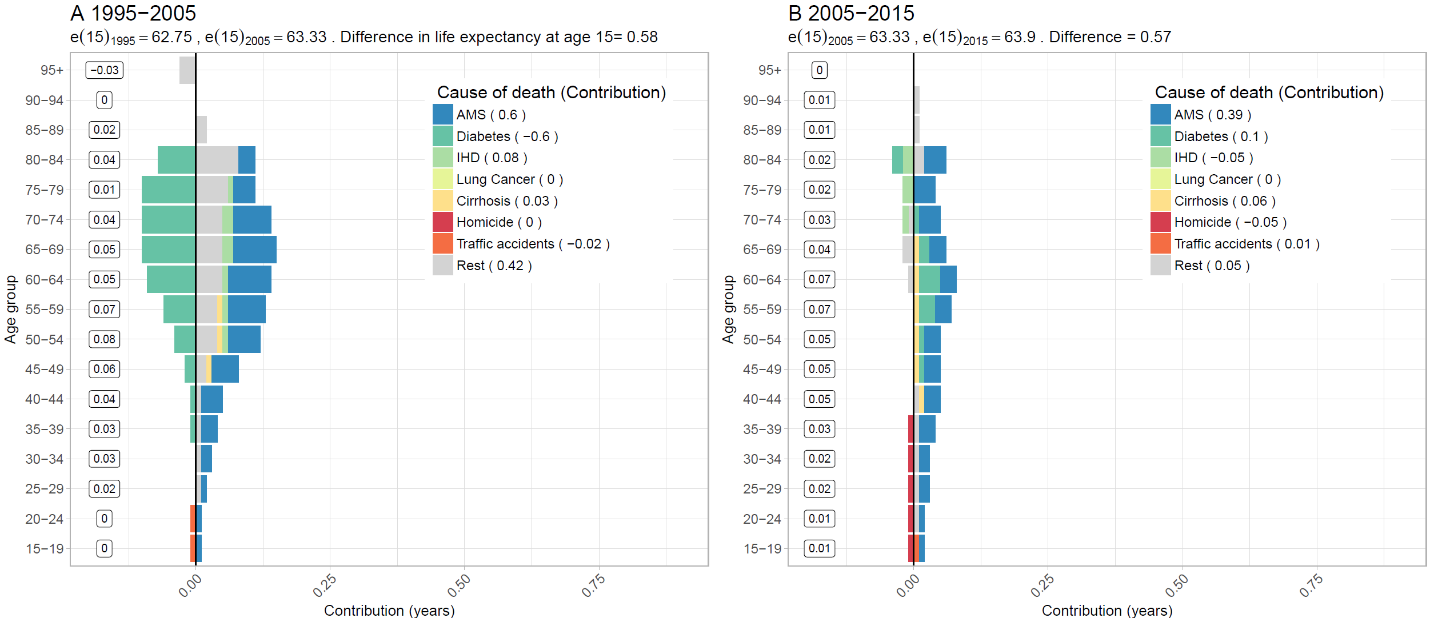 A 1995−2005
e(15)1995 = 62.75 , e(15)2005 = 63.33 . Difference in life expectancy at age 15= 0.58
Age group
95+ −0.03
90−94 0
85−89 0.02
80−84 0.04
75−79 0.01
70−74 0.04
65−69 0.05
60−64 0.05
55−59 0.07
50−54 0.08
45−49 0.06
40−44 0.04
35−39 0.03
30−34 0.03
25−29 0.02
20−24 0
15−19 0
Cause of death (Contribution)
AMS ( 0.6 )
Diabetes ( −0.6 )
IHD ( 0.08 )
Lung Cancer ( 0 )
Cirrhosis ( 0.03 )
Homicide ( 0 )
Traffic accidents ( −0.02 )
Rest ( 0.42 )
0.00 0.25 0.50 0.75
Contribution (years)
B 2005−2015
e(15)2005 = 63.33 , e(15)2015 = 63.9 . Difference = 0.57
Age group
95+ 0
90−94 0.01
85−89 0.01
80−84 0.02
75−79 0.02
70−74 0.03
65−69 0.04
60−64 0.07
55−59 0.07
50−54 0.05
45−49 0.05
40−44 0.05
35−39 0.03
30−34 0.02
25−29 0.02
20−24 0.01
15−19 0.01
Cause of death (Contribution)
AMS ( 0.39 )
Diabetes ( 0.1 )
IHD ( −0.05 )
Lung Cancer ( 0 )
Cirrhosis ( 0.06 )
Homicide ( −0.05 )
Traffic accidents ( 0.01 )
Rest ( 0.05 )
0.00 0.25 0.50 0.75
Contribution (years)